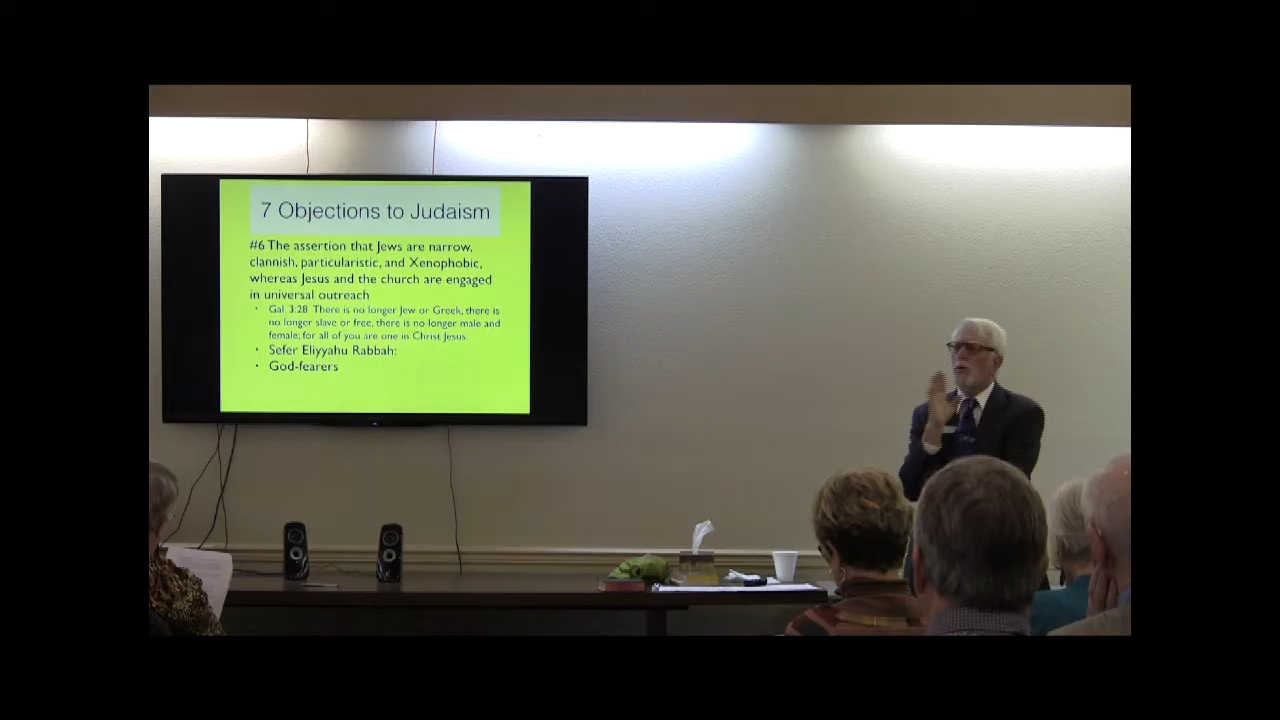 7 Objections to Judaism
#6 The assertion that Jews are narrow,
clannish, particularistic, and Xenophobic,
whereas Jesus and the church are engaged
in universal outreach
• Gal. 3:28 There is no longer Jew or Greek, there is
no longer slave or free, there is no longer male and
female; for all of you are one in Christ Jesus.
• Sefer Eliyyahu Rabbah:
• God-fearers